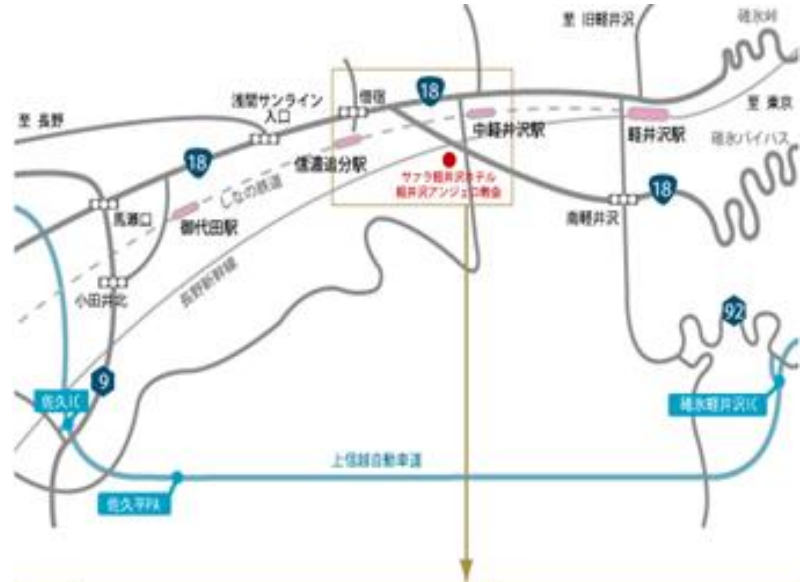 至 旧軽井沢
碓氷峠
18
浅間サンライン
入口
借宿
至 東京
至 長野
中軽井沢駅
軽井沢駅
碓氷バイパス
18
信濃追分駅
サァラ軽井沢ホテル
軽井沢アンジェロ教会
18
しなの鉄道
馬瀬口
御代田駅
南軽井沢
長野新幹線
小田井北
92
9
佐久IC
碓氷軽井沢IC
上信越自動車道
佐久平PA